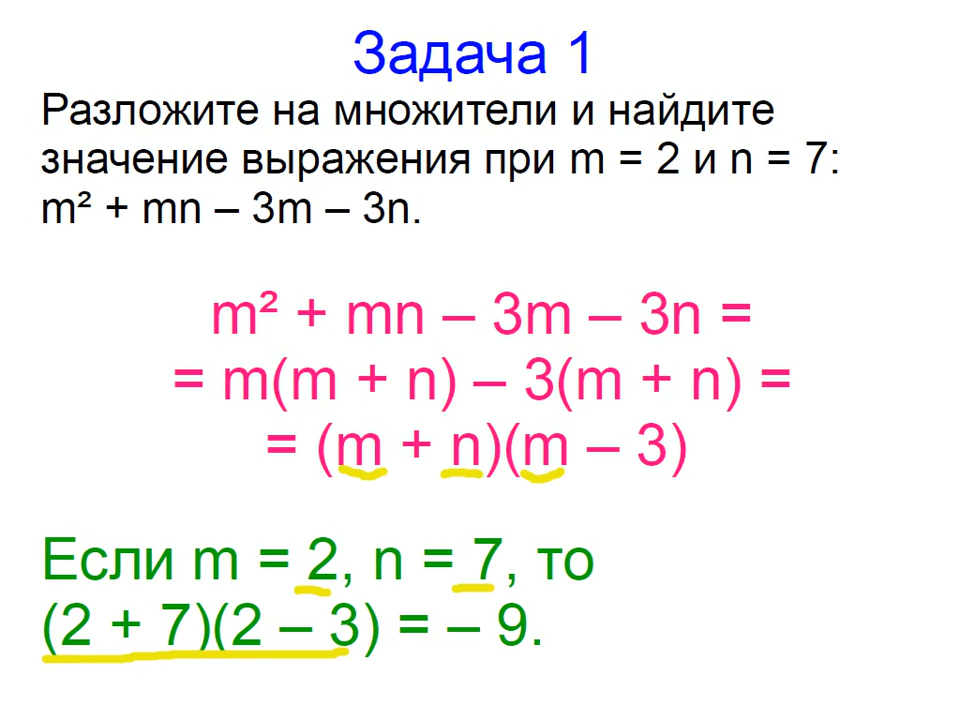 Задача 1
Разложите на множители и найдите
значение выражения при m = 2 и n = 7:
m² + mn – 3m – 3n.
m² + mn – 3m – 3n =
= m(m + n) – 3(m + n) =
= (m + n)(m – 3)
Если m = 2, n = 7, то
(2 + 7)(2 – 3) = – 9.